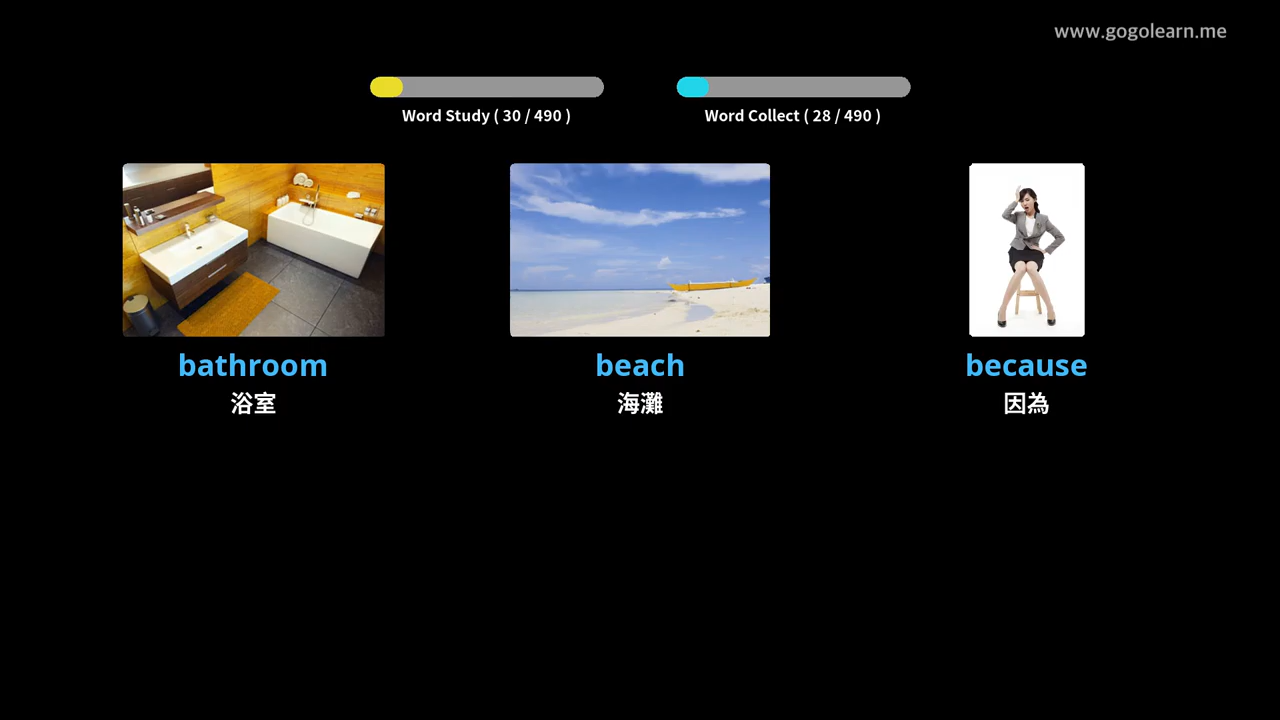 www.gogolearn.me
Word Study ( 30 / 490 )
Word Collect ( 28 / 490 )
bathroom
浴室
beach
海灘
because
因為